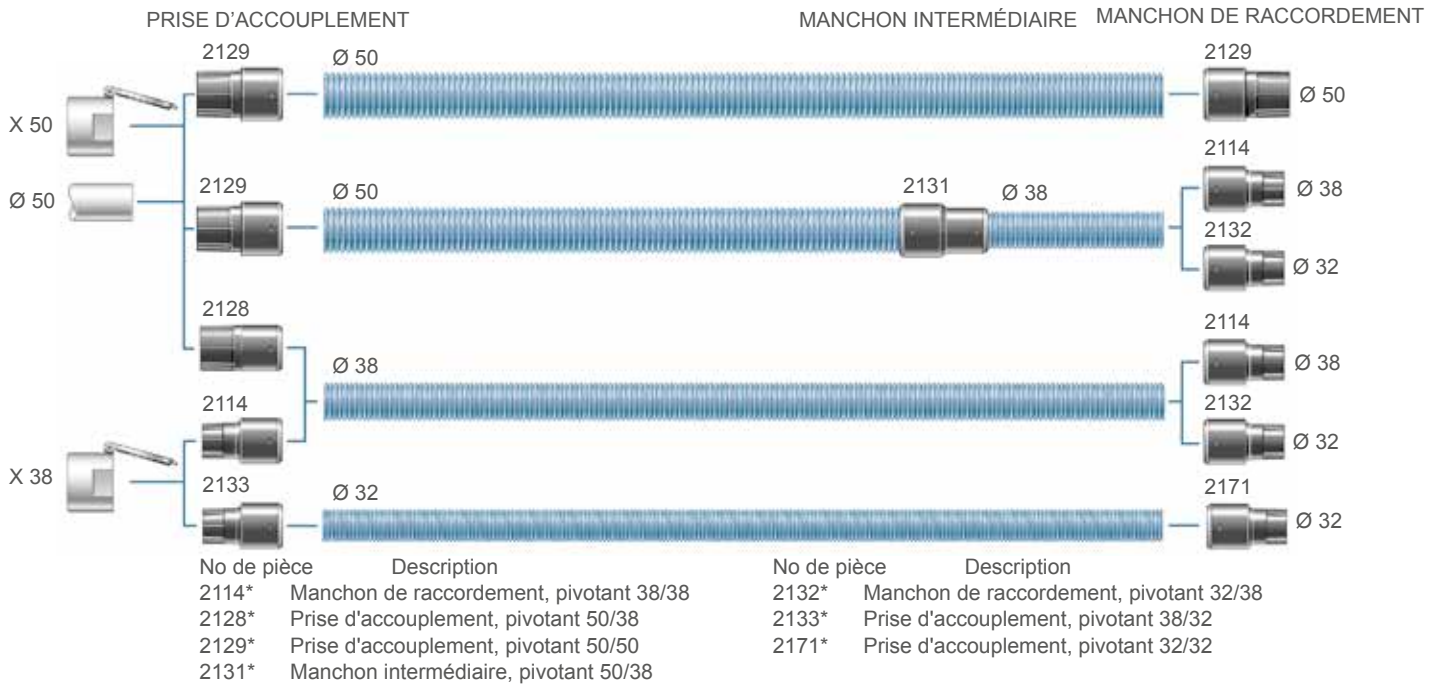 PRISE D'ACCOUPLEMENT
MANCHON INTERMÉDIAIRE
MANCHON DE RACCORDEMENT
2129
Ø 50
2129
X 50
Ø 50
2114
Ø 50
2129
Ø 50
2131
Ø 38
Ø 38
2132
Ø 32
2128
2114
Ø 38
Ø 38
2114
2132
Ø 32
X 38
2133
Ø 32
2171
Ø 32
No de pièce Description
2114* Manchon de raccordement, pivotant 38/38
2128* Prise d'accouplement, pivotant 50/38
2129* Prise d'accouplement, pivotant 50/50
2131* Manchon intermédiaire, pivotant 50/38
No de pièce Description
2132* Manchon de raccordement, pivotant 32/38
2133* Prise d'accouplement, pivotant 38/32
2171* Prise d'accouplement, pivotant 32/32